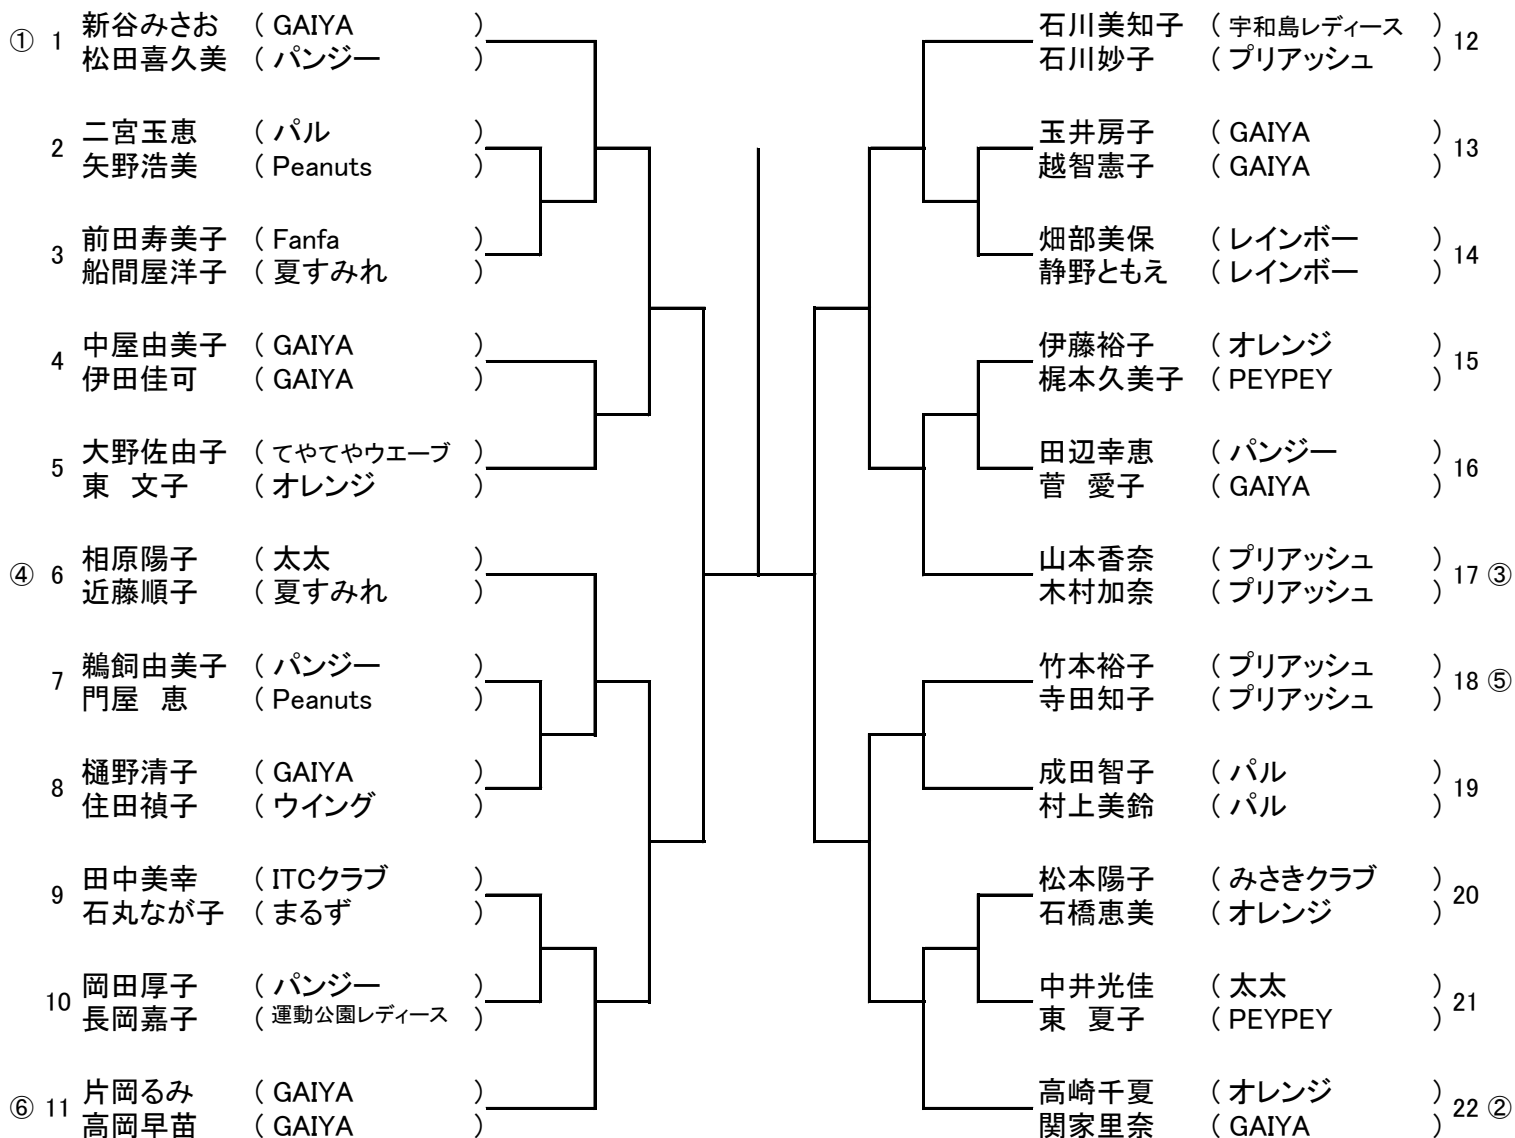 ① 1 新谷みさお ( GAIYA )
松田喜久美 ( パンジー )
2 二宮玉恵 ( パル )
矢野浩美 ( Peanuts )
3 前田寿美子 ( Fanfa )
船間屋洋子 ( 夏すみれ )
4 中屋由美子 ( GAIYA )
伊田佳可 ( GAIYA )
5 大野佐由子 ( てやてやウエーブ )
東 文子 ( オレンジ )
④ 6 相原陽子 ( 太太 )
近藤順子 ( 夏すみれ )
7 鵜飼由美子 ( パンジー )
門屋 恵 ( Peanuts )
8 樋野清子 ( GAIYA )
住田禎子 ( ウイング )
9 田中美幸 ( ITCクラブ )
石丸なが子 ( まるず )
10 岡田厚子 ( パンジー )
長岡嘉子 ( 運動公園レディース )
⑥ 11 片岡るみ ( GAIYA )
高岡早苗 ( GAIYA )
石川美知子 ( 宇和島レディース ) 12
石川妙子 ( プリアッシュ )
玉井房子 ( GAIYA ) 13
越智憲子 ( GAIYA )
畑部美保 ( レインボー ) 14
静野ともえ ( レインボー )
伊藤裕子 ( オレンジ ) 15
梶本久美子 ( PEYPEY )
田辺幸恵 ( パンジー ) 16
菅 愛子 ( GAIYA )
山本香奈 ( プリアッシュ ) 17 ③
木村加奈 ( プリアッシュ )
竹本裕子 ( プリアッシュ ) 18 ⑤
寺田知子 ( プリアッシュ )
成田智子 ( パル ) 19
村上美鈴 ( パル )
松本陽子 ( みさきクラブ ) 20
石橋恵美 ( オレンジ )
中井光佳 ( 太太 ) 21
東 夏子 ( PEYPEY )
高崎千夏 ( オレンジ ) 22 ②
関家里奈 ( GAIYA )